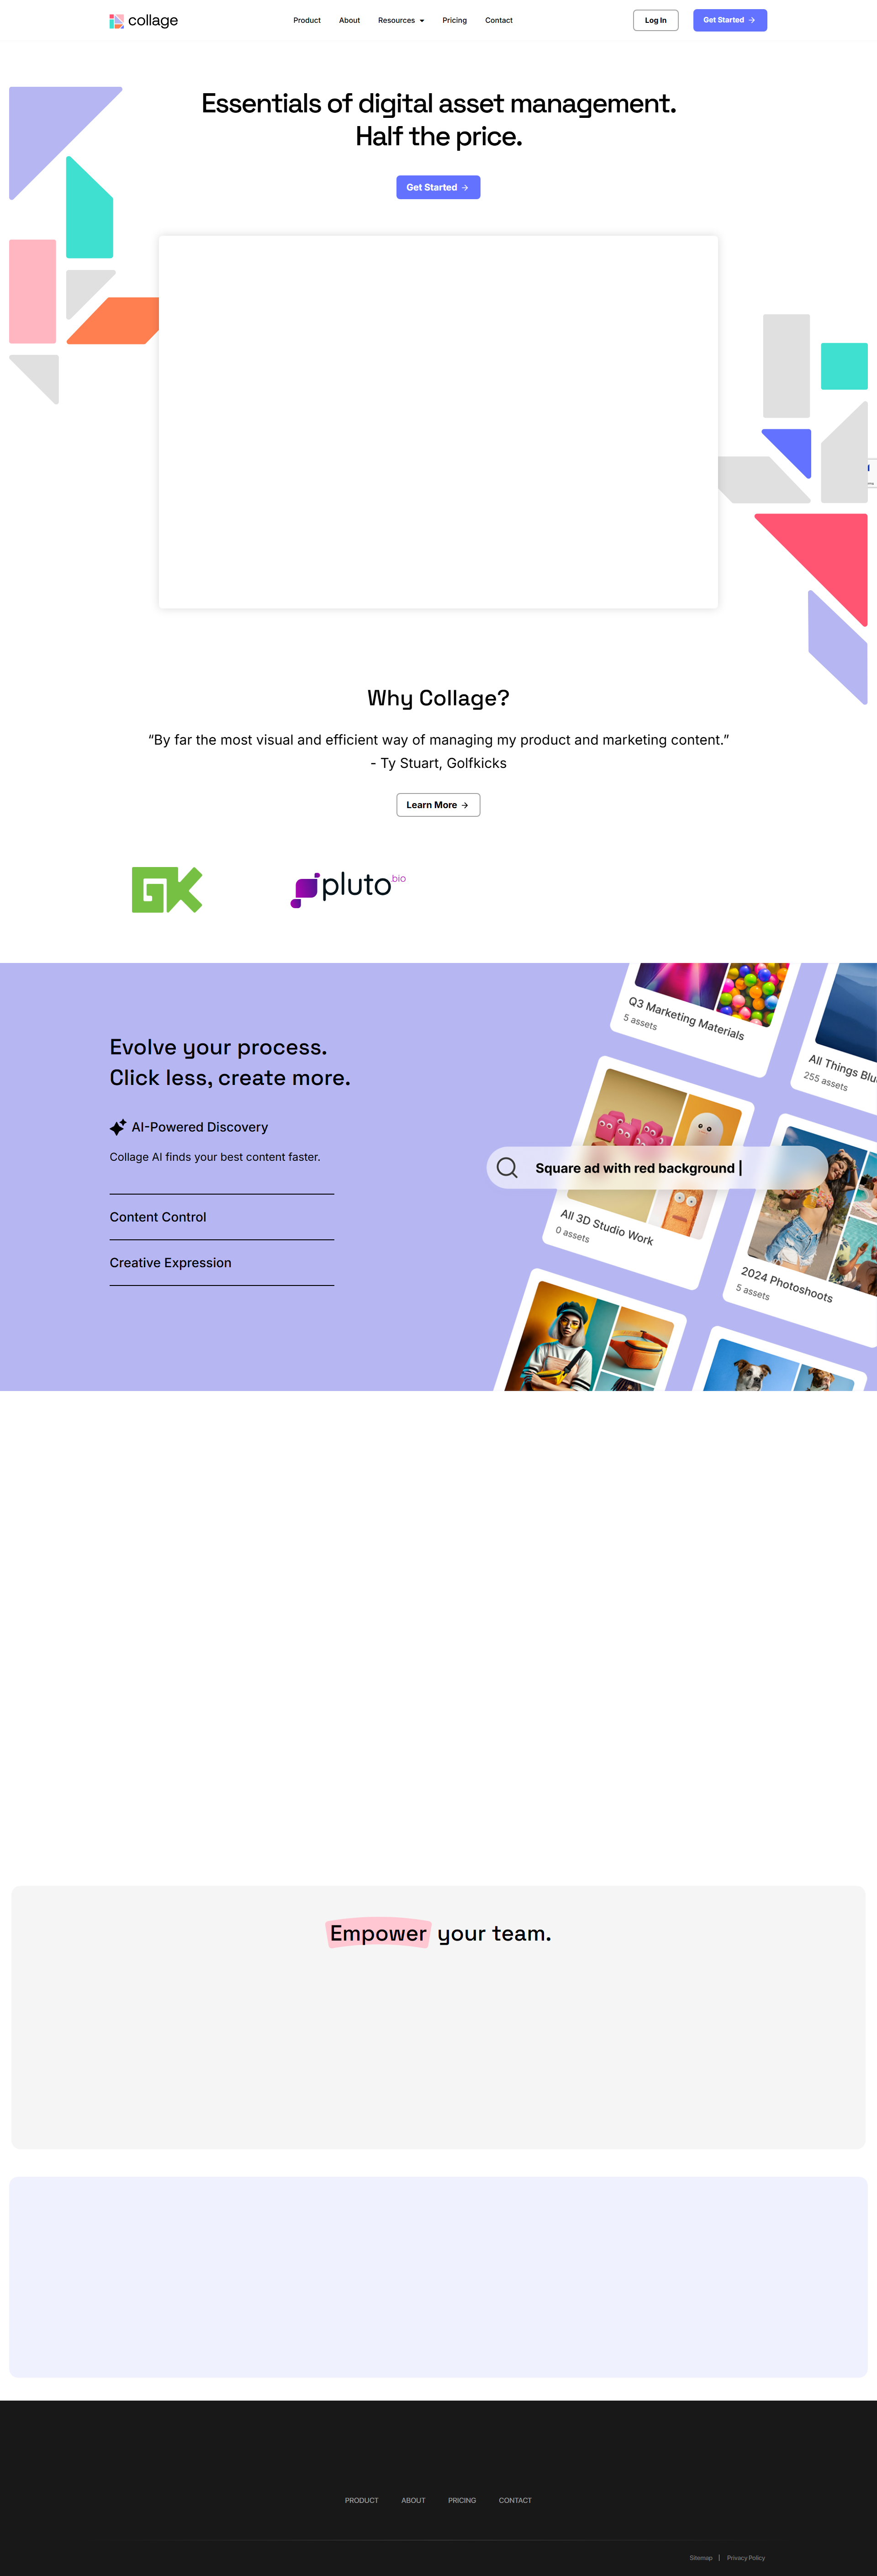 collage
Product About Resources Pricing Contact
Log In
Get Started
Essentials of digital asset management.
Half the price.
Get Started
Why Collage?
“By far the most visual and efficient way of managing my product and marketing content.”
- Ty Stuart, Golfkicks
Learn More
GK
pluto bio
Evolve your process.
Click less, create more.
AI-Powered Discovery
Collage AI finds your best content faster.
Content Control
Creative Expression
Q3 Marketing Materials
5 assets
All Things
255 assets
Square ad with red background
All 3D Studio Work
0 assets
2024 Photoshoots
5 assets
Empower your team.
PRODUCT ABOUT PRICING CONTACT
Sitemap | Privacy Policy